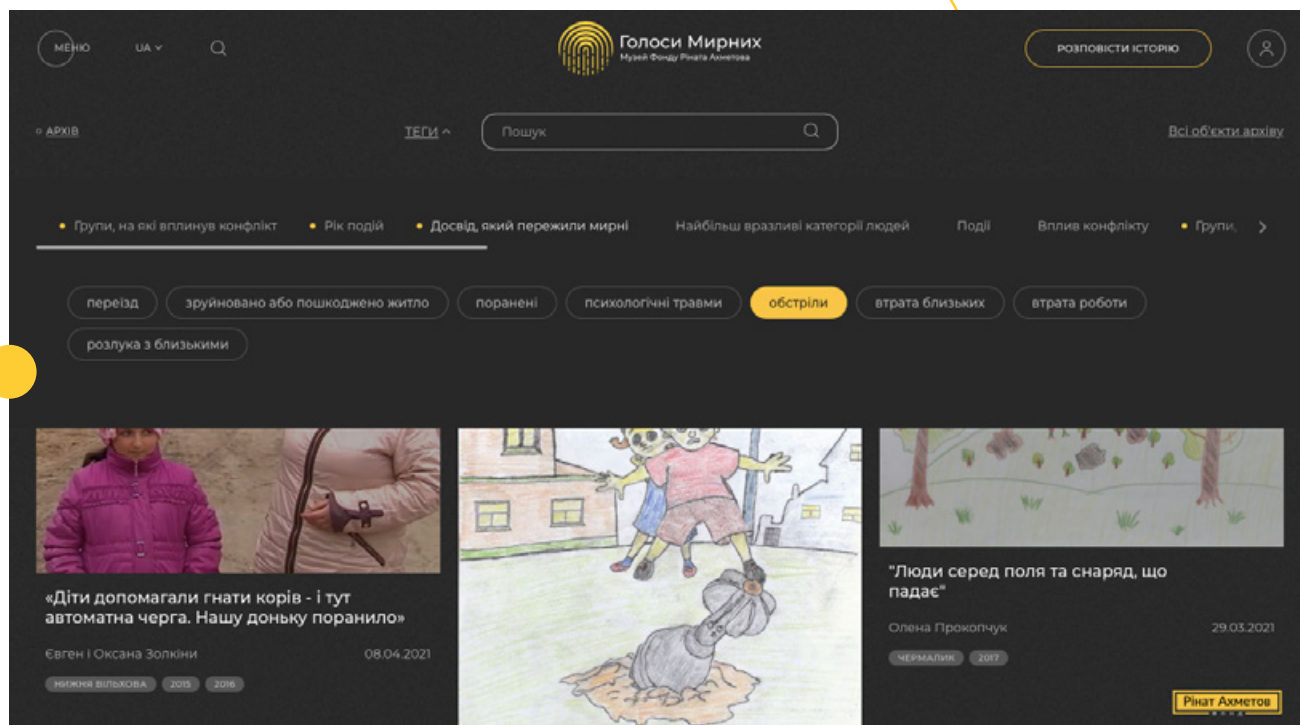 МЕНЮ
UA
Голоси Мирних
Музей Фонду Ріната Ахметова
РОЗПОВІСТИ ІСТОРІЮ
АРХІВ
ТЕГИ
Пошук
Всі об'єкти архіву
Групи, на які вплинув конфлікт
Рік подій
Досвід, який пережили мирні
Найбільш вразливі категорії людей
Події
Вплив конфлікту
Групи,
переїзд
зруйновано або пошкоджено житло
поранені
психологічні травми
обстріли
втрата близьких
втрата роботи
розлука з близькими
«Діти допомагали гнати корів - і тут
автоматна черга. Нашу доньку поранило»
Євген і Оксана Золкіни
08.04.2021
НИЖНЯ ВІЛЬХОВА
2015
2016
"Люди серед поля та снаряд, що
падає"
Олена Прокопчук
29.03.2021
ЧЕРМАЛИК
2017
Рінат Ахметов
ФОНД